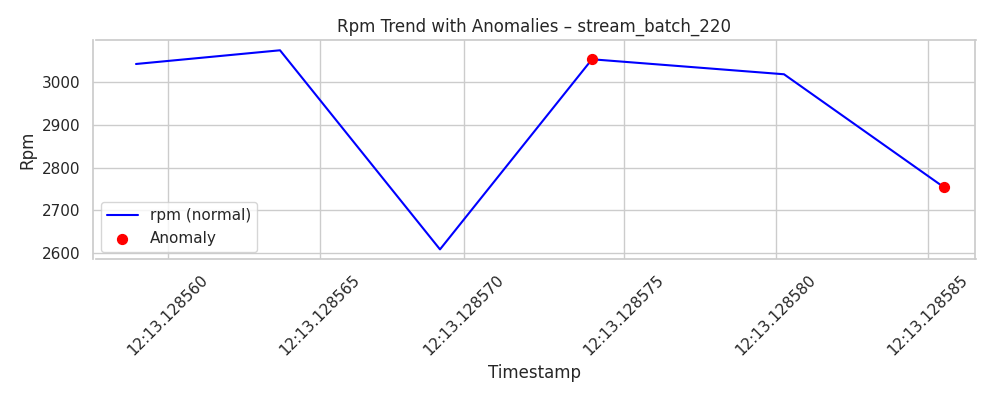 Rpm Trend with Anomalies – stream_batch_220
Rpm
3000
2900
2800
2700
2600
rpm (normal)
Anomaly
12:13.128560
12:13.128565
12:13.128570
12:13.128575
12:13.128580
12:13.128585
Timestamp